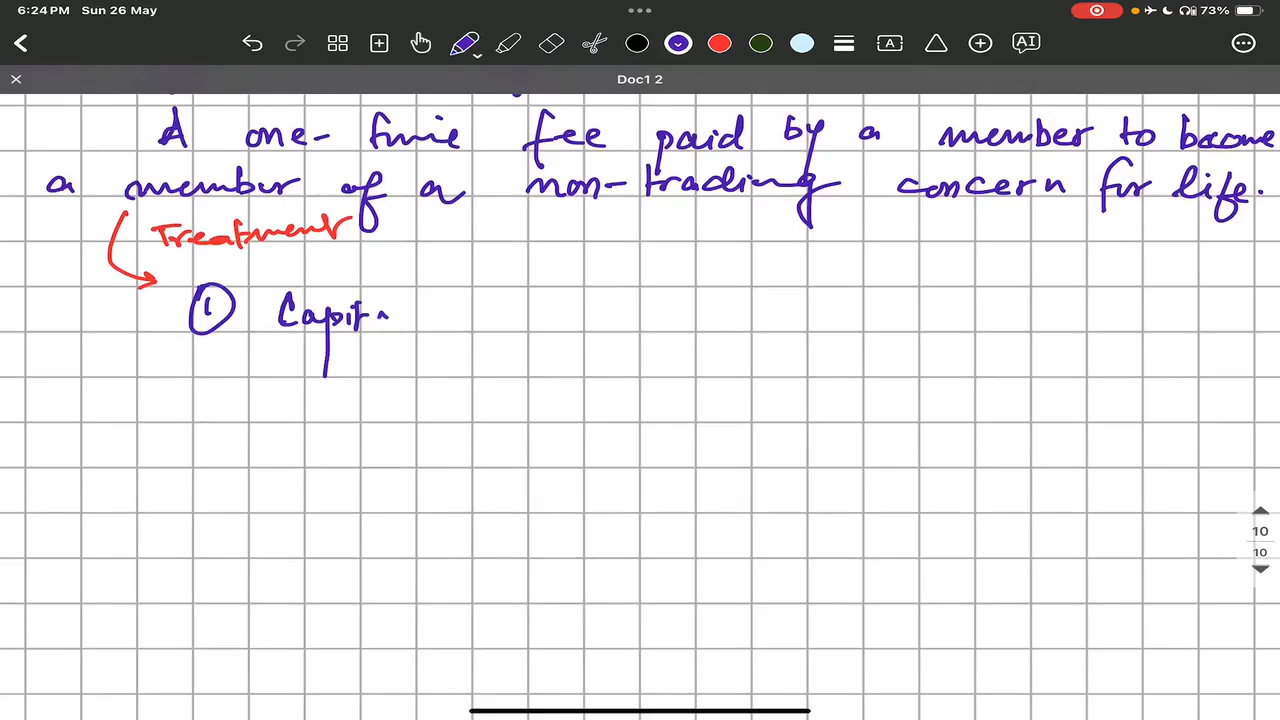 6:24 PM Sun 26 May 73%
A AI
Doc1 2
A one-time fee paid by a member to become
a member of a non-trading concern for life.
Treatment
① Capit
10
10